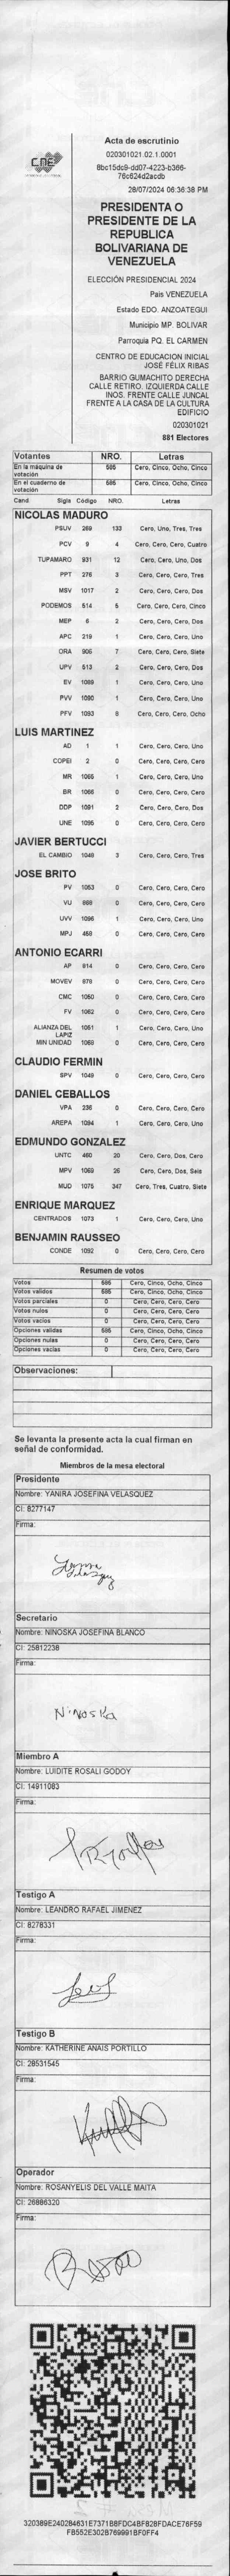 CNE
Acta de escrutinio
020301021.02.1.0001
8bc15dc9-dd07-4223-b366-
76c624d2acdb
28/07/2024 06:36:38 PM
PRESIDENTA O
PRESIDENTE DE LA
REPUBLICA
BOLIVARIANA DE
VENEZUELA
ELECCIÓN PRESIDENCIAL 2024
País VENEZUELA
Estado EDO. ANZOATEGUI
Municipio MP. BOLIVAR
Parroquia PQ. EL CARMEN
CENTRO DE EDUCACION INICIAL
JOSÉ FÉLIX RIBAS
BARRIO GUMACHITO DERECHA
CALLE RETIRO. IZQUIERDA CALLE
INOS. FRENTE CALLE JUNCAL
FRENTE A LA CASA DE LA CULTURA
EDIFICIO
020301021
881 Electores
Votantes NRO. Letras
En la máquina de votación 585 Cero, Cinco, Ocho, Cinco
En el cuaderno de votación 585 Cero, Cinco, Ocho, Cinco
Cand Sigla Código NRO. Letras
NICOLAS MADURO
PSUV 269 133 Cero, Uno, Tres, Tres
PCV 9 4 Cero, Cero, Cero, Cuatro
TUPAMARO 931 12 Cero, Cero, Uno, Dos
PPT 276 3 Cero, Cero, Cero, Tres
MSV 1017 2 Cero, Cero, Cero, Dos
PODEMOS 514 5 Cero, Cero, Cero, Cinco
MEP 6 2 Cero, Cero, Cero, Dos
APC 219 1 Cero, Cero, Cero, Uno
ORA 906 7 Cero, Cero, Cero, Siete
UPV 513 2 Cero, Cero, Cero, Dos
EV 1089 1 Cero, Cero, Cero, Uno
PVV 1090 1 Cero, Cero, Cero, Uno
PFV 1093 8 Cero, Cero, Cero, Ocho
LUIS MARTINEZ
AD 1 1 Cero, Cero, Cero, Uno
COPEI 2 0 Cero, Cero, Cero, Cero
MR 1065 1 Cero, Cero, Cero, Uno
BR 1066 0 Cero, Cero, Cero, Cero
DDP 1091 2 Cero, Cero, Cero, Dos
UNE 1095 0 Cero, Cero, Cero, Cero
JAVIER BERTUCCI
EL CAMBIO 1048 3 Cero, Cero, Cero, Tres
JOSE BRITO
PV 1053 0 Cero, Cero, Cero, Cero
VU 868 0 Cero, Cero, Cero, Cero
UVV 1096 1 Cero, Cero, Cero, Uno
MPJ 458 0 Cero, Cero, Cero, Cero
ANTONIO ECARRI
AP 814 0 Cero, Cero, Cero, Cero
MOVEV 878 0 Cero, Cero, Cero, Cero
CMC 1050 0 Cero, Cero, Cero, Cero
FV 1062 0 Cero, Cero, Cero, Cero
ALIANZA DEL LAPIZ 1051 1 Cero, Cero, Cero, Uno
MIN UNIDAD 1068 0 Cero, Cero, Cero, Cero
CLAUDIO FERMIN
SPV 1049 0 Cero, Cero, Cero, Cero
DANIEL CEBALLOS
VPA 236 0 Cero, Cero, Cero, Cero
AREPA 1094 1 Cero, Cero, Cero, Uno
EDMUNDO GONZALEZ
UNTC 460 20 Cero, Cero, Dos, Cero
MPV 1069 26 Cero, Cero, Dos, Seis
MUD 1075 347 Cero, Tres, Cuatro, Siete
ENRIQUE MARQUEZ
CENTRADOS 1073 1 Cero, Cero, Cero, Uno
BENJAMIN RAUSSEO
CONDE 1092 0 Cero, Cero, Cero, Cero
Resumen de votos
Votos 585 Cero, Cinco, Ocho, Cinco
Votos validos 585 Cero, Cinco, Ocho, Cinco
Votos parciales 0 Cero, Cero, Cero, Cero
Votos nulos 0 Cero, Cero, Cero, Cero
Votos vacios 0 Cero, Cero, Cero, Cero
Opciones validas 585 Cero, Cinco, Ocho, Cinco
Opciones nulas 0 Cero, Cero, Cero, Cero
Opciones vacias 0 Cero, Cero, Cero, Cero
Observaciones:
Se levanta la presente acta la cual firman en
señal de conformidad.
Miembros de la mesa electoral
Presidente
Nombre: YANIRA JOSEFINA VELASQUEZ
CI: 8277147
Firma:
Secretario
Nombre: NINOSKA JOSEFINA BLANCO
CI: 25812238
Firma:
Ninoska
Miembro A
Nombre: LUIDITE ROSALI GODOY
CI: 14911083
Firma:
Testigo A
Nombre: LEANDRO RAFAEL JIMENEZ
CI: 8278331
Firma:
Testigo B
Nombre: KATHERINE ANAIS PORTILLO
CI: 28531545
Firma:
Operador
Nombre: ROSANYELIS DEL VALLE MAITA
CI: 26886320
Firma:
320389E240284631E7371B8FDC4BF828FDACE76F59
FB552E302B769991BF0FF4